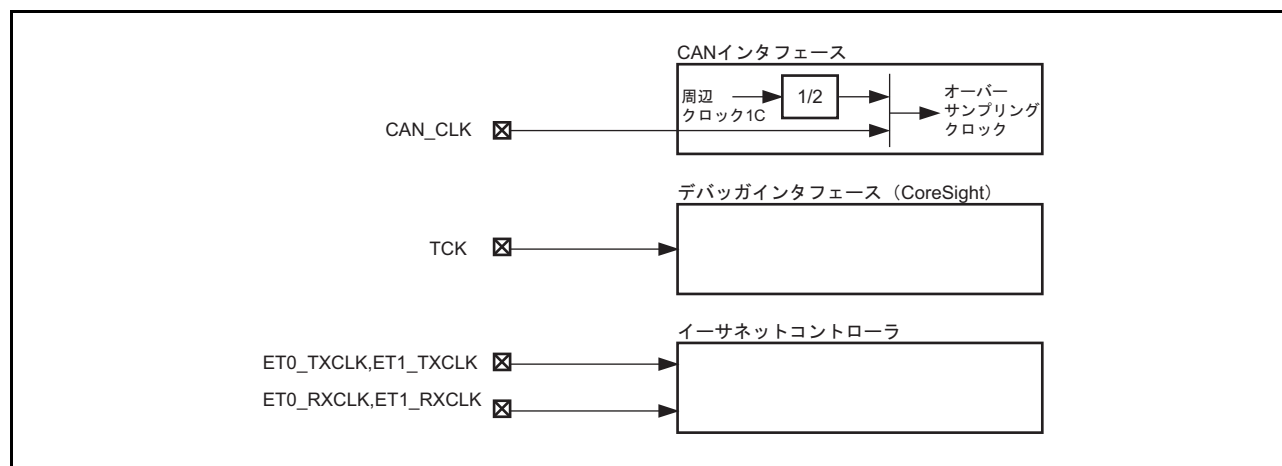 CANインタフェース
周辺
クロック1C
1/2
オーバー
サンプリング
クロック
CAN_CLK
デバッガインタフェース（CoreSight）
TCK
イーサネットコントローラ
ET0_TXCLK,ET1_TXCLK
ET0_RXCLK,ET1_RXCLK